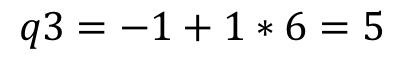 q3 = −1 + 1 ∗ 6 = 5